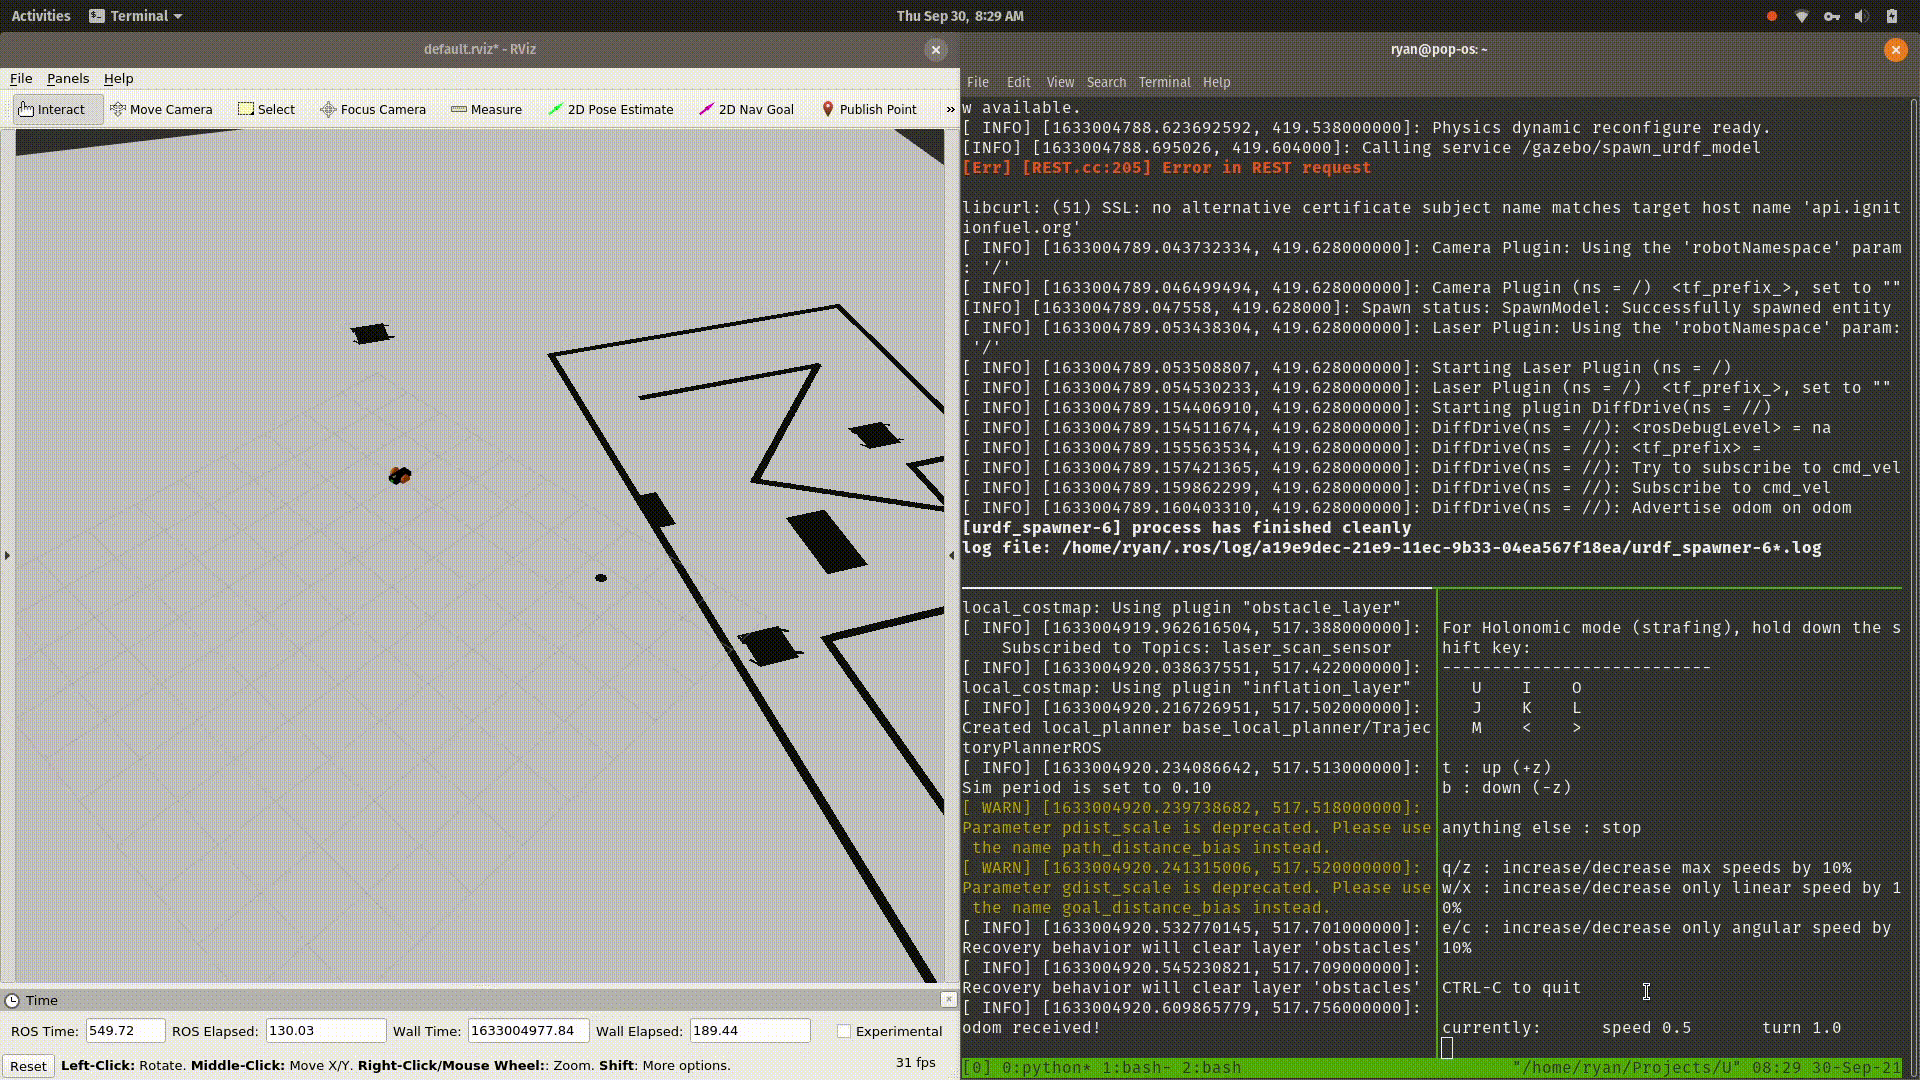 Activities
Terminal
Thu Sep 30, 8:29 AM
default.rviz* - RViz
File Panels Help
Interact Move Camera Select Focus Camera Measure 2D Pose Estimate 2D Nav Goal Publish Point »
Time
ROS Time: 549.72 ROS Elapsed: 130.03 Wall Time: 1633004977.84 Wall Elapsed: 189.44 Experimental
Reset Left-Click: Rotate. Middle-Click: Move X/Y. Right-Click/Mouse Wheel:: Zoom. Shift: More options. 31 fps
ryan@pop-os: ~
File Edit View Search Terminal Help
w available.
[ INFO] [1633004788.623692592, 419.538000000]: Physics dynamic reconfigure ready.
[INFO] [1633004788.695026, 419.604000]: Calling service /gazebo/spawn_urdf_model
[Err] [REST.cc:205] Error in REST request
libcurl: (51) SSL: no alternative certificate subject name matches target host name 'api.ignit
ionfuel.org'
[ INFO] [1633004789.043732334, 419.628000000]: Camera Plugin: Using the 'robotNamespace' param
: '/'
[ INFO] [1633004789.046499494, 419.628000000]: Camera Plugin (ns = /)  <tf_prefix_>, set to ""
[INFO] [1633004789.047558, 419.628000]: Spawn status: SpawnModel: Successfully spawned entity
[ INFO] [1633004789.053438304, 419.628000000]: Laser Plugin: Using the 'robotNamespace' param:
 '/'
[ INFO] [1633004789.053508807, 419.628000000]: Starting Laser Plugin (ns = /)
[ INFO] [1633004789.054530233, 419.628000000]: Laser Plugin (ns = /)  <tf_prefix_>, set to ""
[ INFO] [1633004789.154406910, 419.628000000]: Starting plugin DiffDrive(ns = //)
[ INFO] [1633004789.154511674, 419.628000000]: DiffDrive(ns = //): <rosDebugLevel> = na
[ INFO] [1633004789.155563534, 419.628000000]: DiffDrive(ns = //): <tf_prefix> =
[ INFO] [1633004789.157421365, 419.628000000]: DiffDrive(ns = //): Try to subscribe to cmd_vel
[ INFO] [1633004789.159862299, 419.628000000]: DiffDrive(ns = //): Subscribe to cmd_vel
[ INFO] [1633004789.160403310, 419.628000000]: DiffDrive(ns = //): Advertise odom on odom
[urdf_spawner-6] process has finished cleanly
log file: /home/ryan/.ros/log/a19e9dec-21e9-11ec-9b33-04ea567f18ea/urdf_spawner-6*.log
local_costmap: Using plugin "obstacle_layer"
[ INFO] [1633004919.962616504, 517.388000000]:
    Subscribed to Topics: laser_scan_sensor
[ INFO] [1633004920.038637551, 517.422000000]:
local_costmap: Using plugin "inflation_layer"
[ INFO] [1633004920.216726951, 517.502000000]:
Created local_planner base_local_planner/Trajec
toryPlannerROS
[ INFO] [1633004920.234086642, 517.513000000]:
Sim period is set to 0.10
[ WARN] [1633004920.239738682, 517.518000000]:
Parameter pdist_scale is deprecated. Please use
 the name path_distance_bias instead.
[ WARN] [1633004920.241315006, 517.520000000]:
Parameter gdist_scale is deprecated. Please use
 the name goal_distance_bias instead.
[ INFO] [1633004920.532770145, 517.701000000]:
Recovery behavior will clear layer 'obstacles'
[ INFO] [1633004920.545230821, 517.709000000]:
Recovery behavior will clear layer 'obstacles'
[ INFO] [1633004920.609865779, 517.756000000]:
odom received!
For Holonomic mode (strafing), hold down the s
hift key:
---------------------------
   U    I    O
   J    K    L
   M    <    >
t : up (+z)
b : down (-z)
anything else : stop
q/z : increase/decrease max speeds by 10%
w/x : increase/decrease only linear speed by 1
0%
e/c : increase/decrease only angular speed by
10%
CTRL-C to quit
currently:      speed 0.5       turn 1.0
[0] 0:python* 1:bash- 2:bash "/home/ryan/Projects/U" 08:29 30-Sep-21